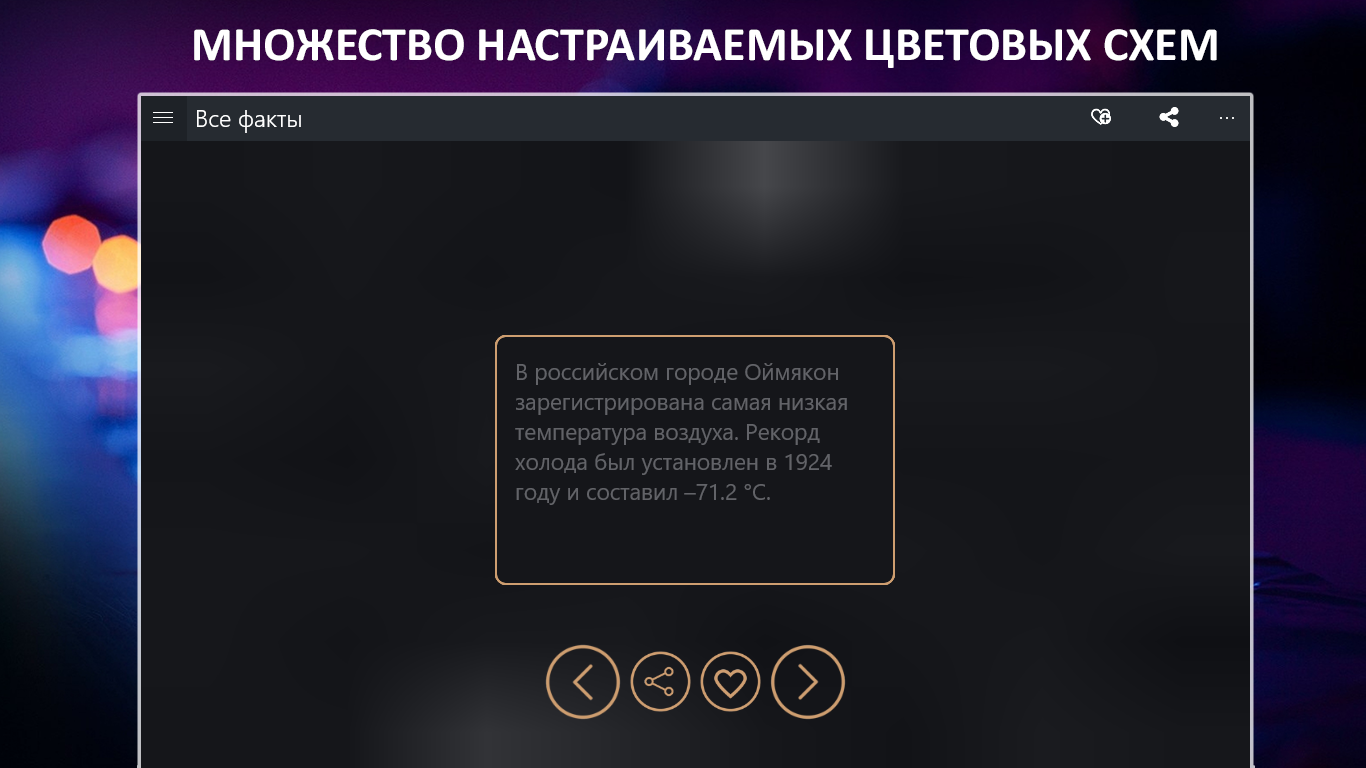 МНОЖЕСТВО НАСТРАИВАЕМЫХ ЦВЕТОВЫХ СХЕМ
Все факты
В российском городе Оймякон
зарегистрирована самая низкая
температура воздуха. Рекорд
холода был установлен в 1924
году и составил –71.2 °C.